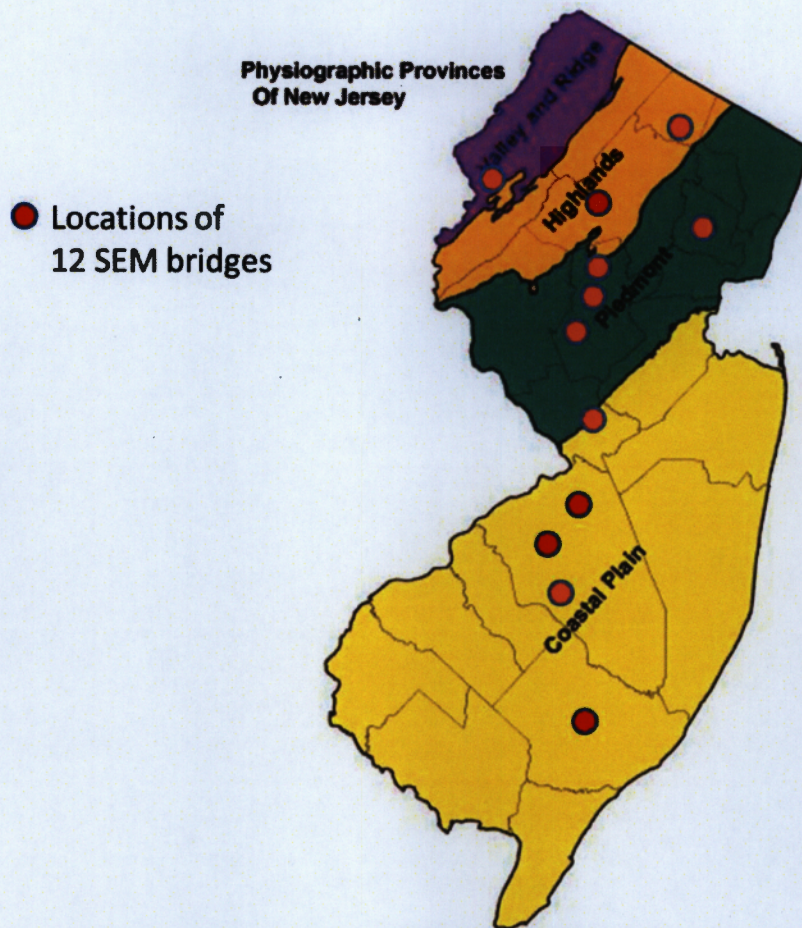 Physiographic Provinces
Of New Jersey
Valley and Ridge
Highlands
Locations of
12 SEM bridges
Piedmont
Coastal Plain